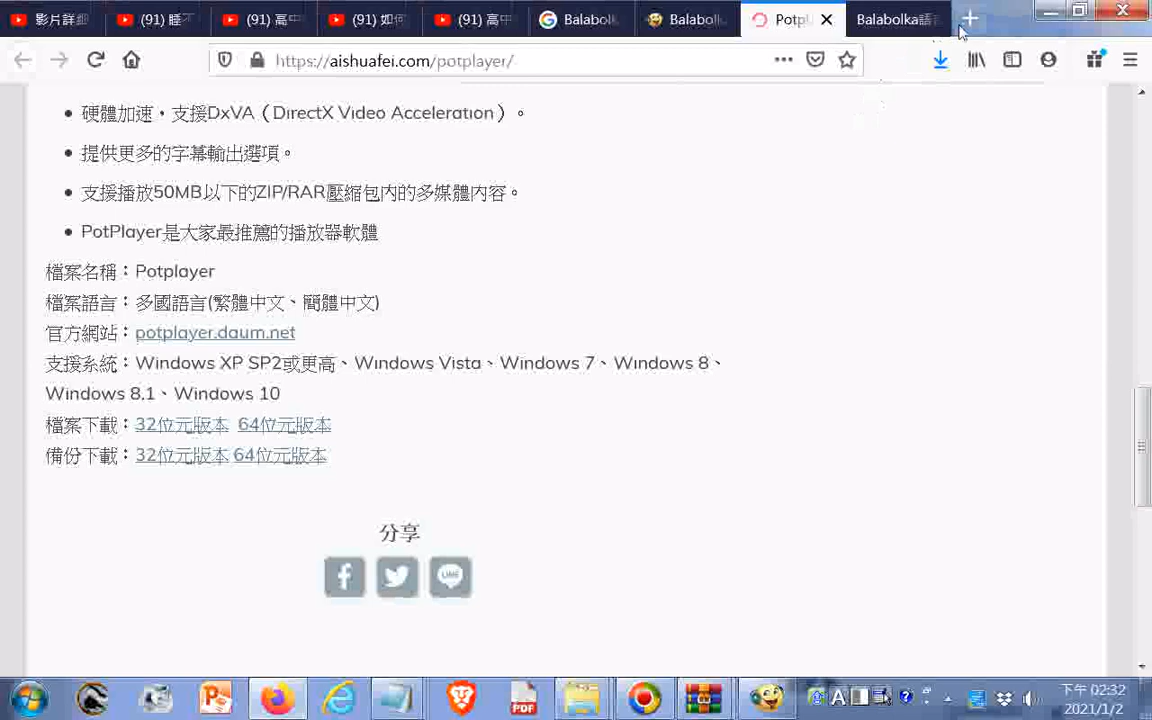 影片詳細
(91) 睡不
(91) 高中
(91) 如何
(91) 高中
Balabolk
Balabolk
Potpl
Balabolka語
https://aishuafei.com/potplayer/
硬體加速，支援DxVA（DirectX Video Acceleration）。
提供更多的字幕輸出選項。
支援播放50MB以下的ZIP/RAR壓縮包內的多媒體內容。
PotPlayer是大家最推薦的播放器軟體
檔案名稱：Potplayer
檔案語言：多國語言(繁體中文、簡體中文)
官方網站：potplayer.daum.net
支援系統：Windows XP SP2或更高、Windows Vista、Windows 7、Windows 8、
Windows 8.1、Windows 10
檔案下載：32位元版本 64位元版本
備份下載：32位元版本 64位元版本
分享
LINE
PDF
A
下午 02:32
2021/1/2